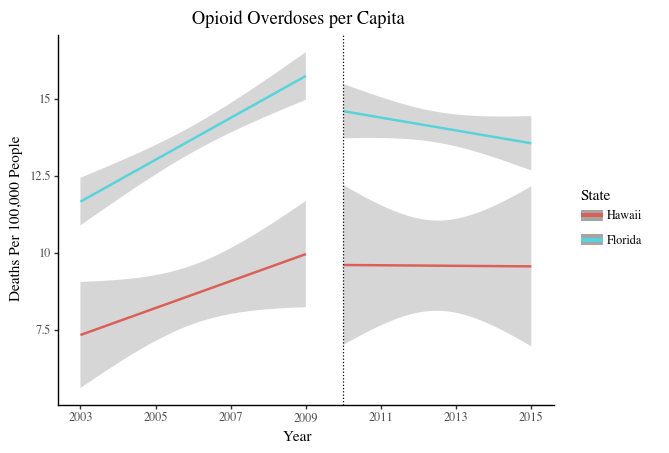 Opioid Overdoses per Capita
Deaths Per 100,000 People
15
12.5
10
7.5
2003
2005
2007
2009
2011
2013
2015
Year
State
Hawaii
Florida